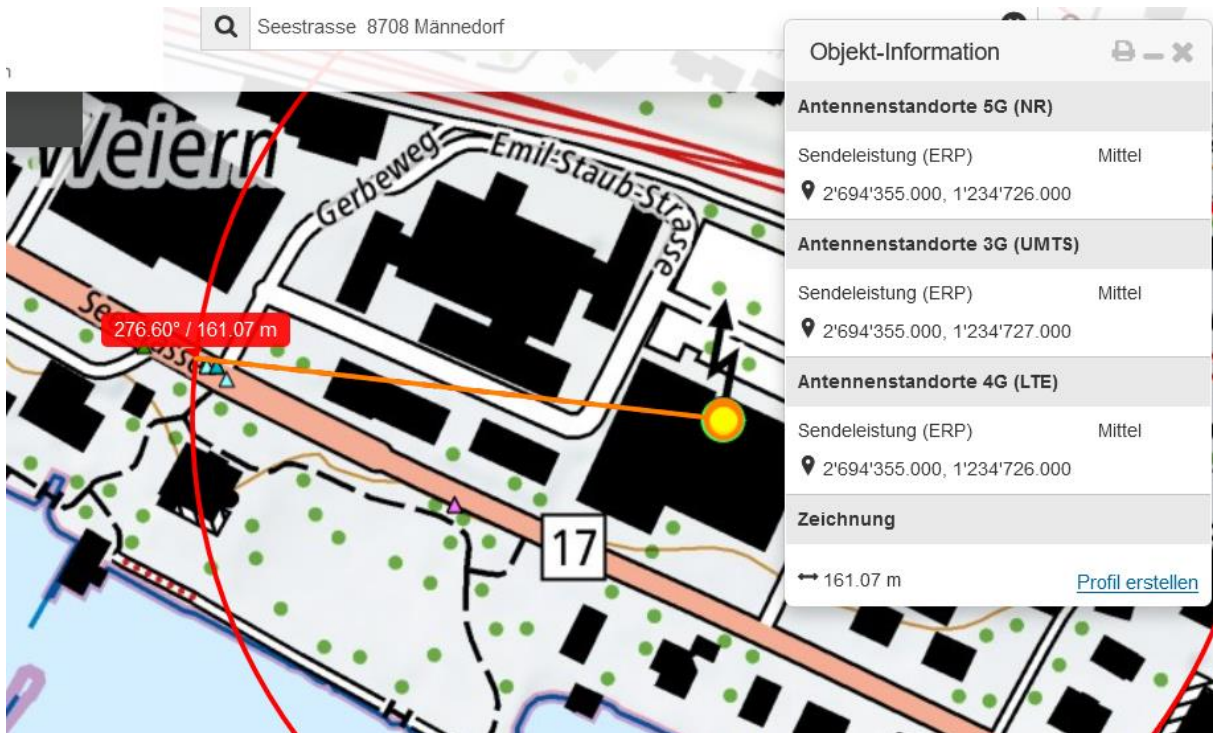 Seestrasse 8708 Männedorf
n
Objekt-Information
Antennenstandorte 5G (NR)
Sendeleistung (ERP) Mittel
2'694'355.000, 1'234'726.000
Antennenstandorte 3G (UMTS)
Sendeleistung (ERP) Mittel
2'694'355.000, 1'234'727.000
Antennenstandorte 4G (LTE)
Sendeleistung (ERP) Mittel
2'694'355.000, 1'234'726.000
Zeichnung
161.07 m Profil erstellen
Weiern
Gerbeweg
Emil-Staub-Strasse
276.60° / 161.07 m
17